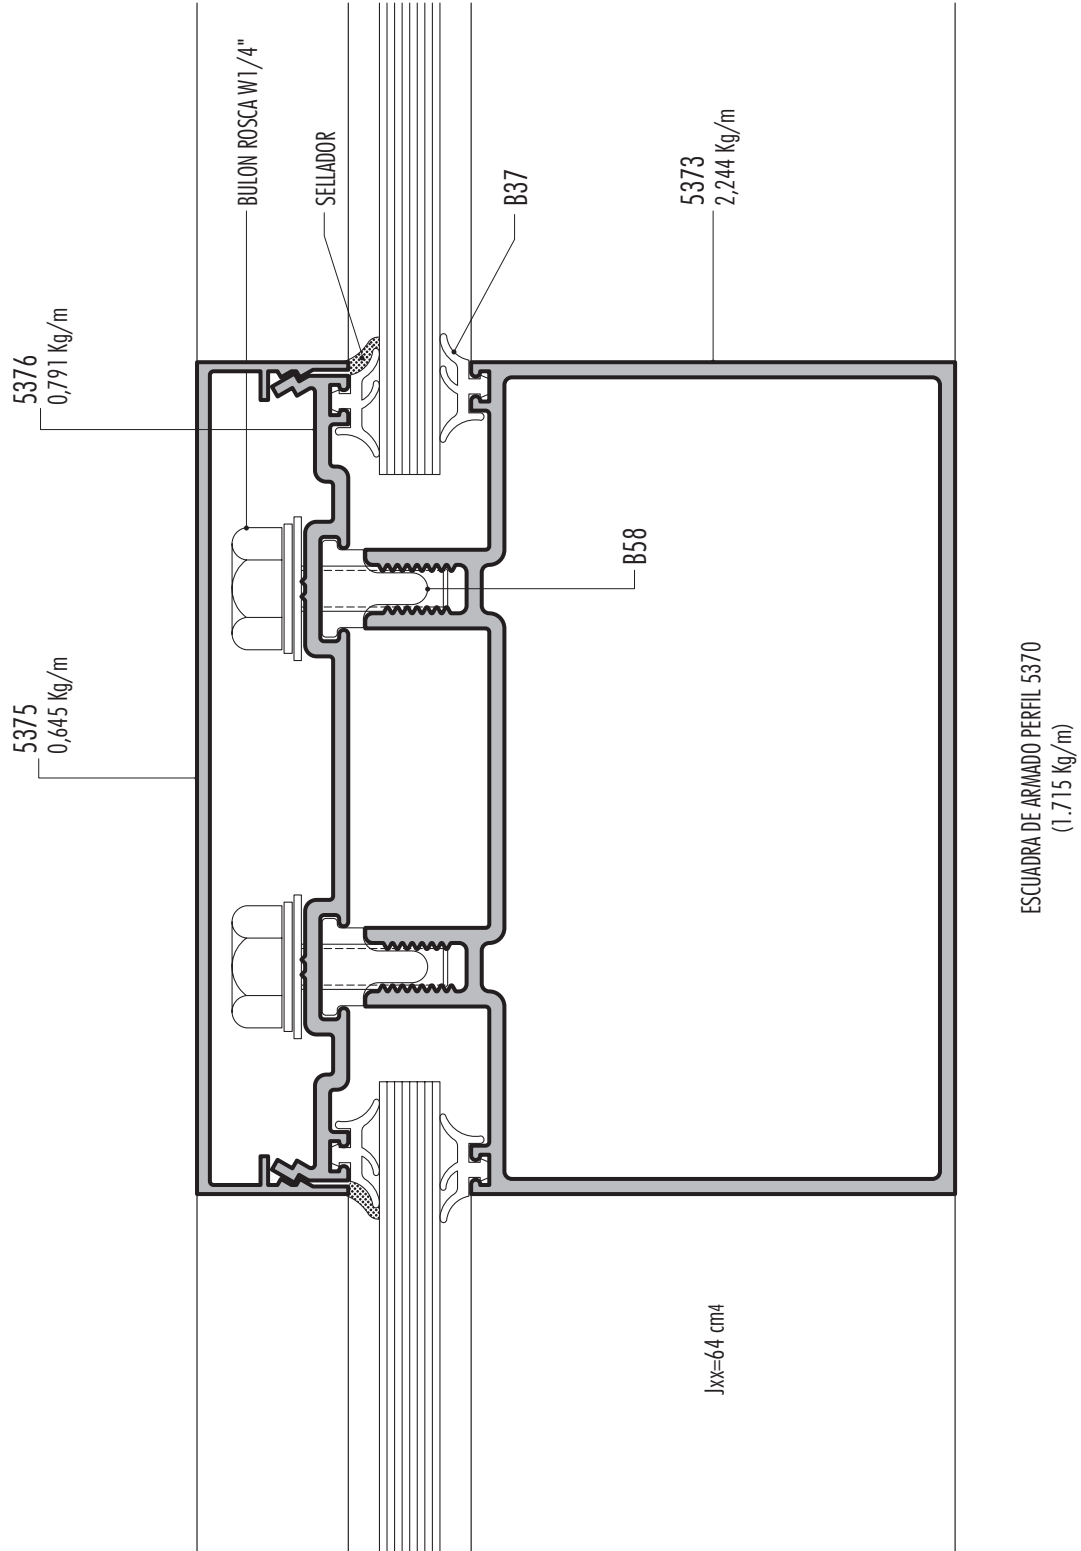 5375
0,645 Kg/m
5376
0,791 Kg/m
BULON ROSCA W1/4"
SELLADOR
B37
B58
5373
2,244 Kg/m
Jxx=64 cm4
ESCUADRA DE ARMADO PERFIL 5370
(1.715 Kg/m)